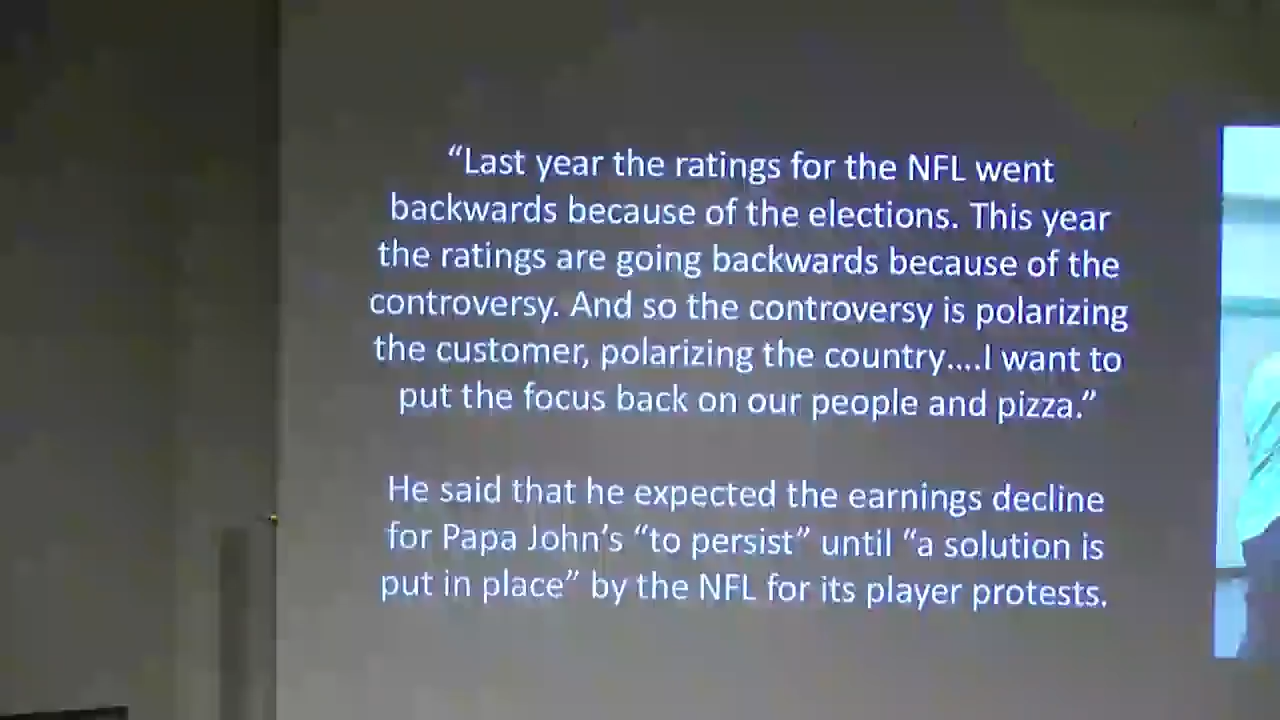 “Last year the ratings for the NFL went
backwards because of the elections. This year
the ratings are going backwards because of the
controversy. And so the controversy is polarizing
the customer, polarizing the country....I want to
put the focus back on our people and pizza.”
He said that he expected the earnings decline
for Papa John’s “to persist” until “a solution is
put in place” by the NFL for its player protests.